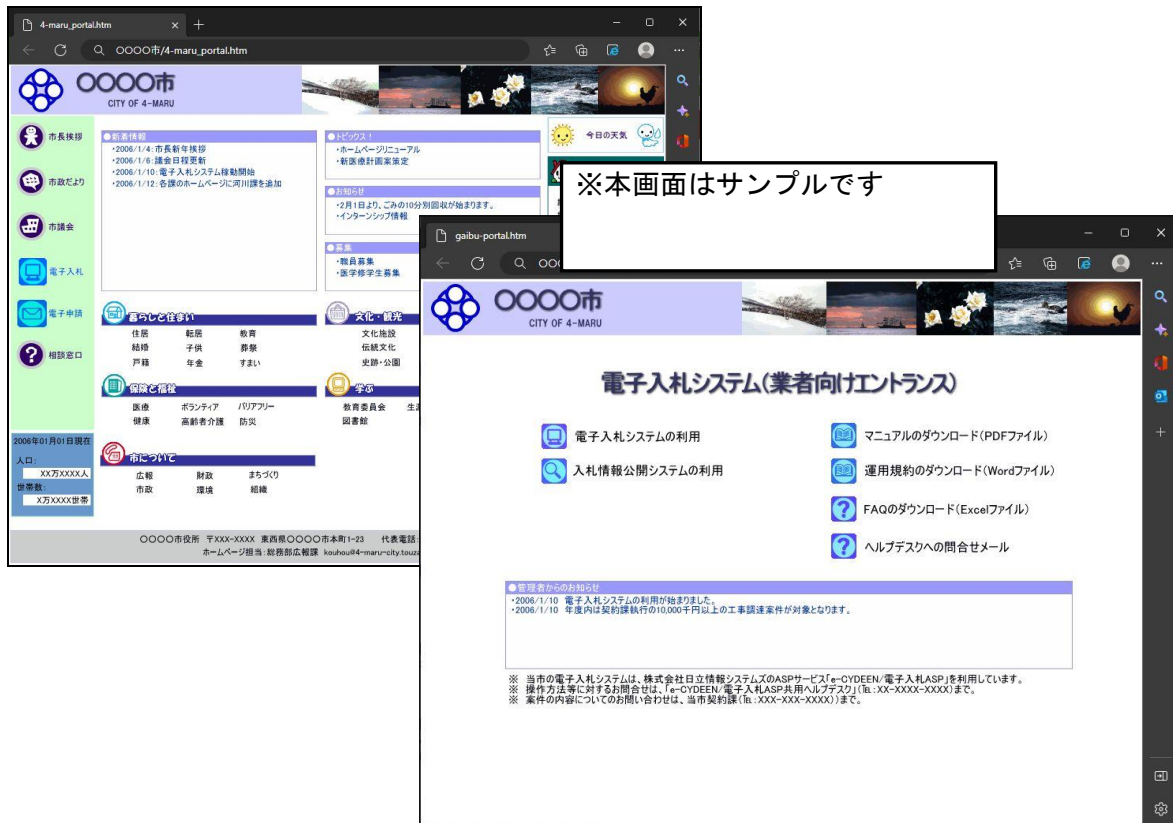 4-maru_portal.htm
〇〇〇〇市/4-maru_portal.htm
〇〇〇〇市
CITY OF 4-MARU
市長挨拶
市政だより
市議会
電子入札
電子申請
相談窓口
●新着情報
・2006/1/4:市長新年挨拶
・2006/1/6:議会日程更新
・2006/1/10:電子入札システム稼動開始
・2006/1/12:各課のホームページに河川課を追加
●トピックス!
・ホームページリニューアル
・新医療計画案策定
●お知らせ
・2月1日より、ごみの10分別回収が始まります。
・インターンシップ情報
●募集
・職員募集
・医学修学生募集
今日の天気
暮らしと住まい
住居 転居 教育
結婚 子供 葬祭
戸籍 年金 すまい
文化・観光
文化施設
伝統文化
史跡・公園
保険と福祉
医療 ボランティア バリアフリー
健康 高齢者介護 防災
学ぶ
教育委員会
図書館
市について
広報 財政 まちづくり
市政 環境 組織
2006年01月01日現在
人口:
XX万XXXX人
世帯数:
X万XXXX世帯
〇〇〇〇市役所 〒XXX-XXXX 東西県〇〇〇〇市本町1-23 代表電話:
ホームページ担当:総務部広報課 kouhou@4-maru-city.touza
※本画面はサンプルです
gaibu-portal.htm
〇〇〇〇市
CITY OF 4-MARU
電子入札システム(業者向けエントランス)
電子入札システムの利用
入札情報公開システムの利用
マニュアルのダウンロード(PDFファイル)
運用規約のダウンロード(Wordファイル)
FAQのダウンロード(Excelファイル)
ヘルプデスクへの問合せメール
●管理者からのお知らせ
・2006/1/10 電子入札システムの利用が始まりました。
・2006/1/10 年度内は契約課執行の10,000千円以上の工事調達案件が対象となります。
※ 当市の電子入札システムは、株式会社日立情報システムズのASPサービス「e-CYDEEN/電子入札ASP」を利用しています。
※ 操作方法等に対するお問合せは、「e-CYDEEN/電子入札ASP共用ヘルプデスク」(℡:XX-XXXX-XXXX)まで。
※ 案件の内容についてのお問い合わせは、当市契約課(℡:XXX-XXX-XXXX))まで。